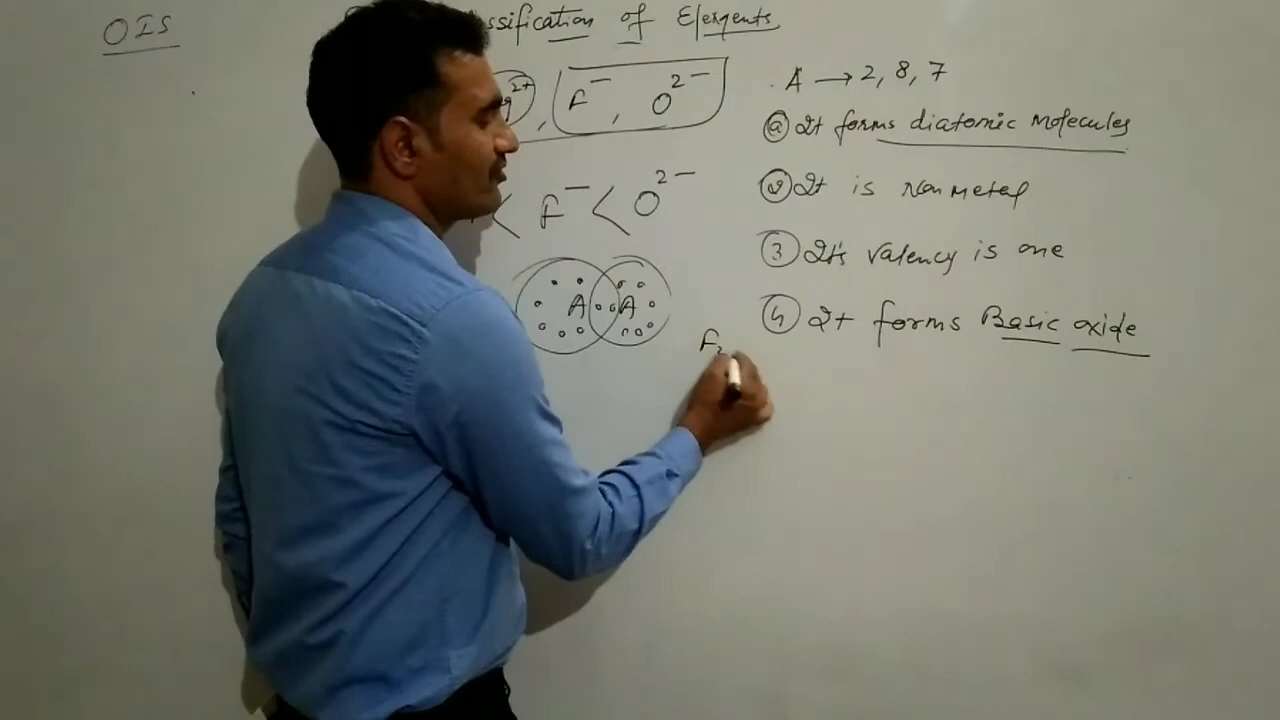 OIS
ssification of Elements
2+, F⁻, O²⁻
< F⁻ < O²⁻
A A
F₂
A → 2, 8, 7
It forms diatomic Molecules
② It is Nonmetal
③ It's Valency is one
④ It forms Basic oxide